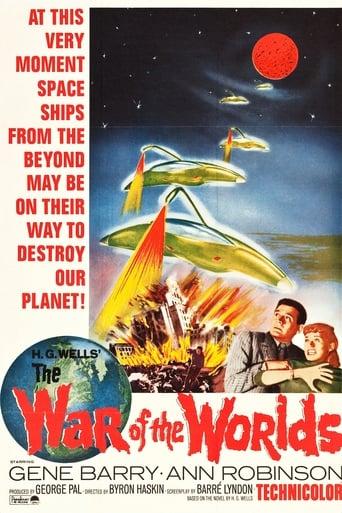 AT THIS
VERY
MOMENT
SPACE
SHIPS
FROM THE
BEYOND
MAY BE
ON THEIR
WAY TO
DESTROY
OUR
PLANET!
H.G. WELLS'
The
War of the Worlds
STARRING
GENE BARRY · ANN ROBINSON
PRODUCED BY GEORGE PAL · DIRECTED BY BYRON HASKIN · SCREENPLAY BY BARRÉ LYNDON
BASED ON THE NOVEL BY H. G. WELLS
TECHNICOLOR